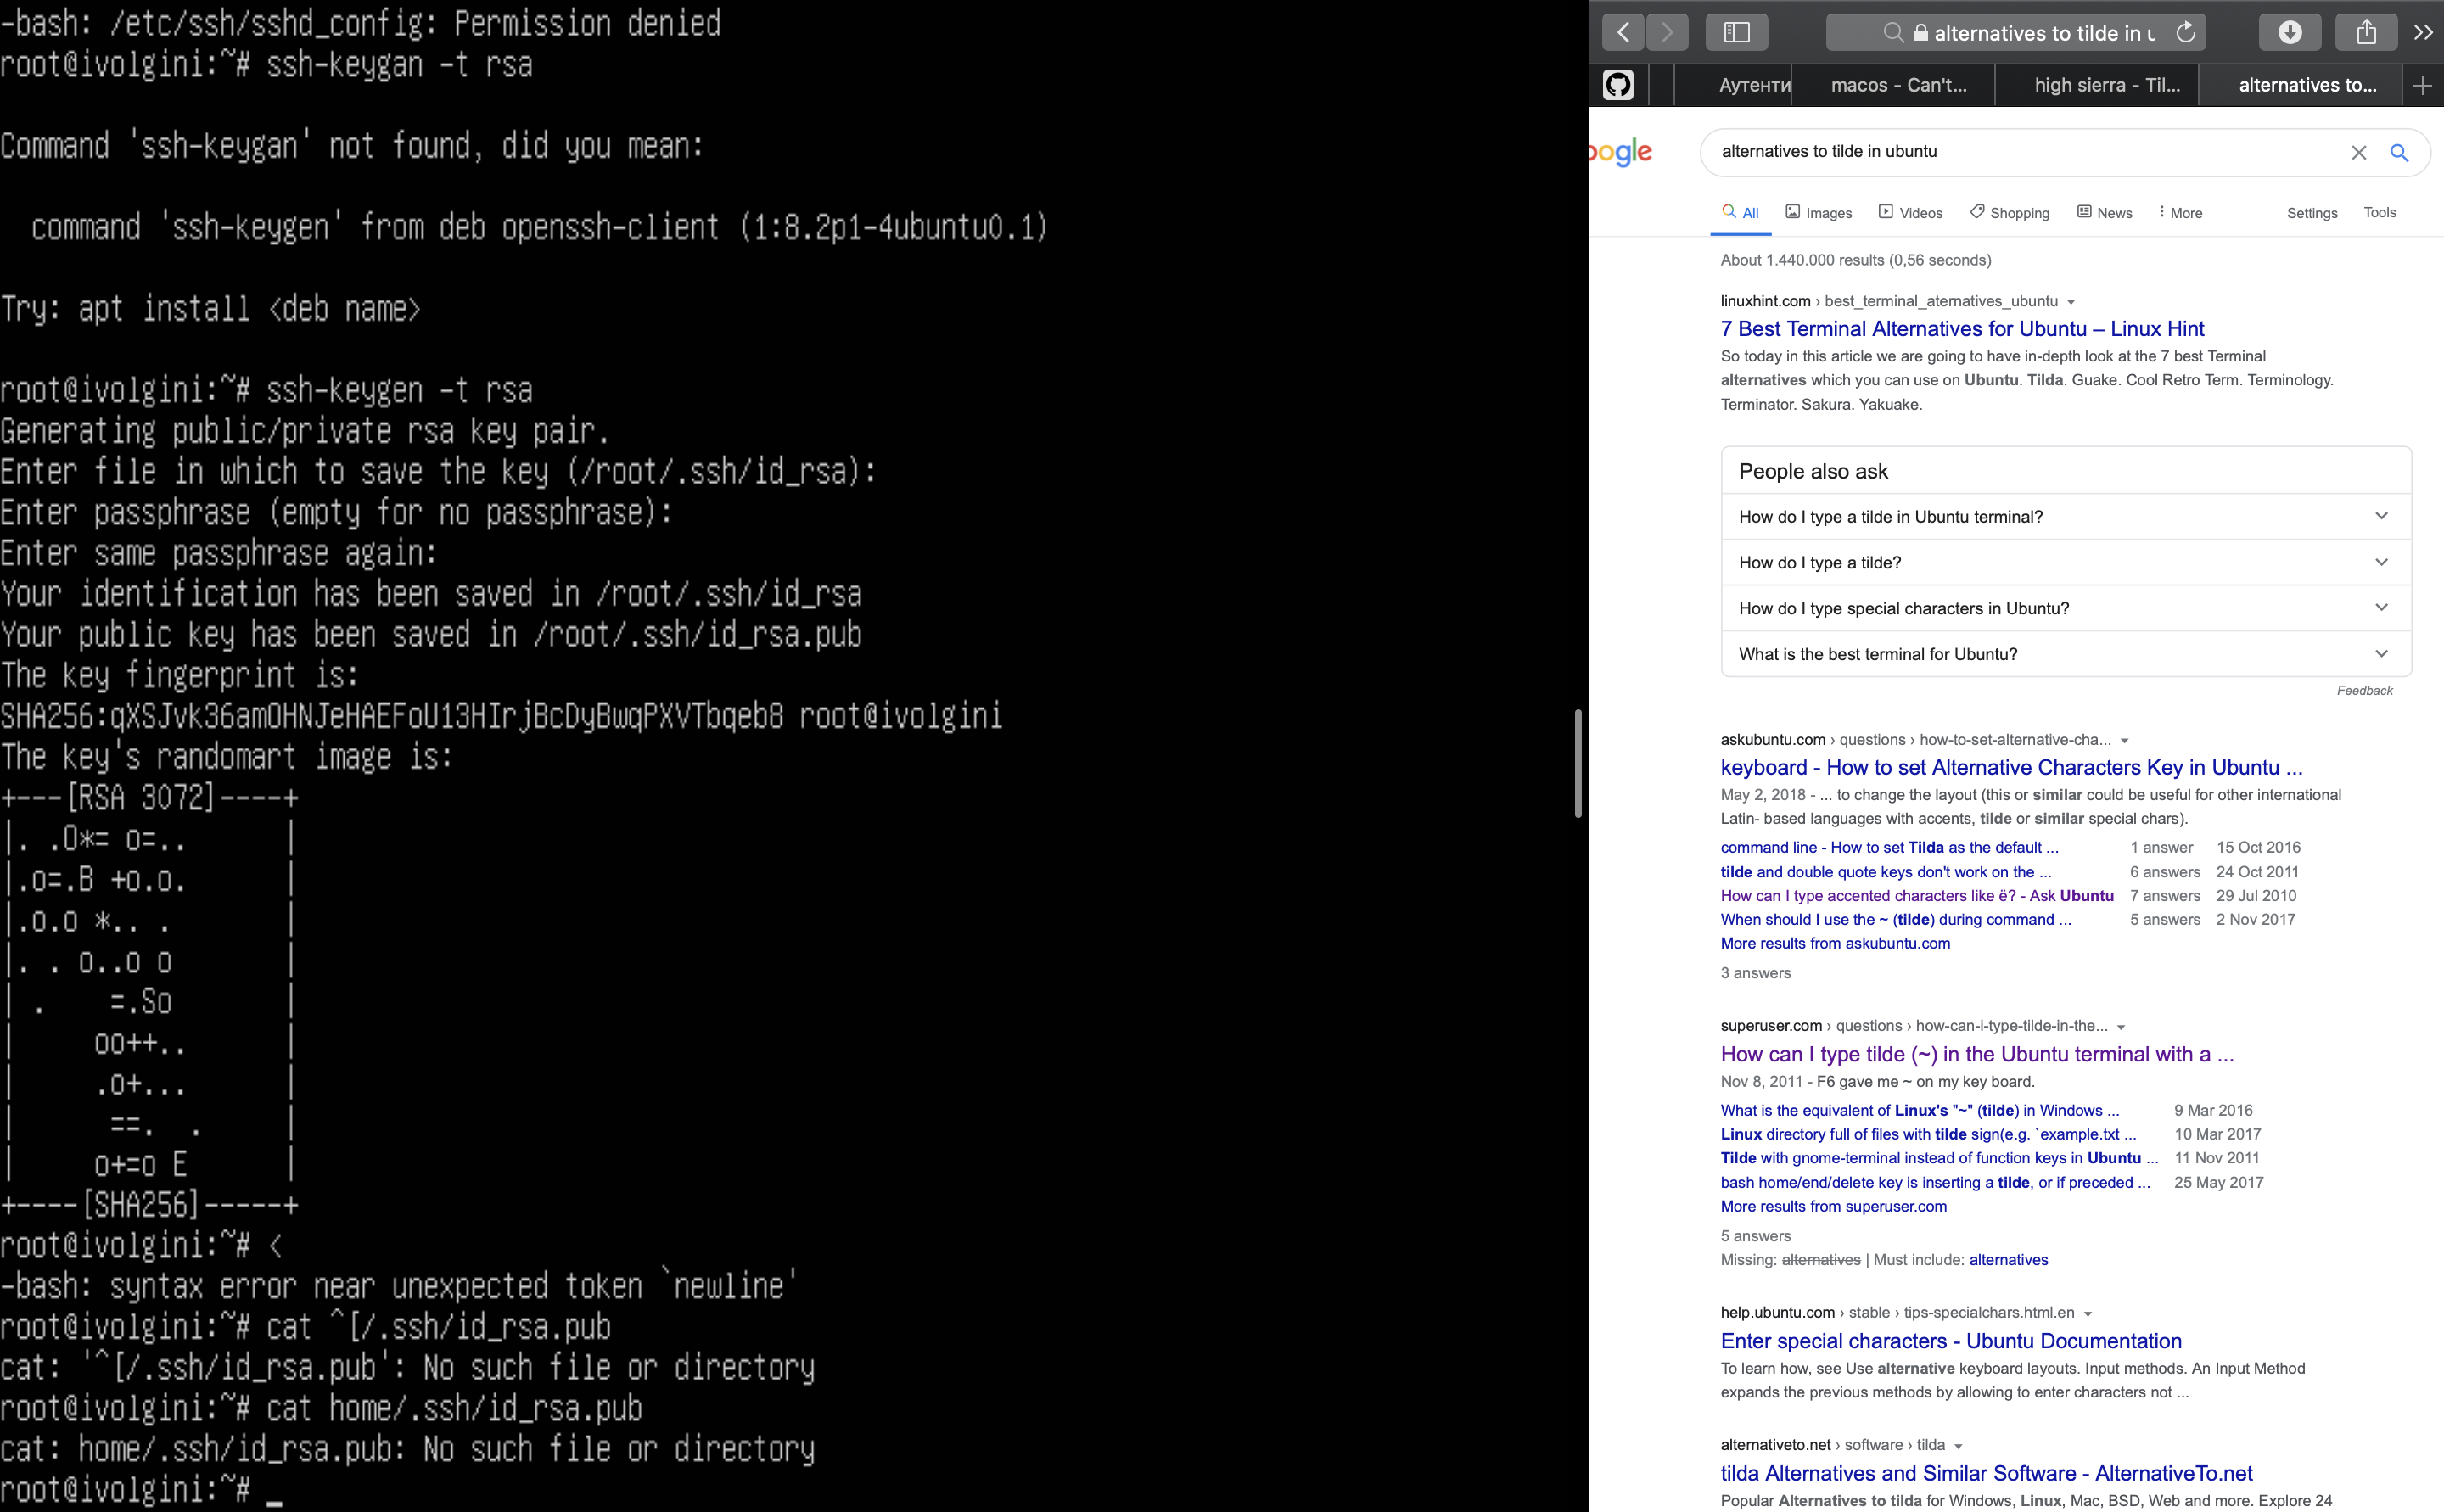 -bash: /etc/ssh/sshd_config: Permission denied
root@ivolgini:~# ssh-keygan -t rsa
Command 'ssh-keygan' not found, did you mean:
command 'ssh-keygen' from deb openssh-client (1:8.2p1-4ubuntu0.1)
Try: apt install <deb name>
root@ivolgini:~# ssh-keygen -t rsa
Generating public/private rsa key pair.
Enter file in which to save the key (/root/.ssh/id_rsa):
Enter passphrase (empty for no passphrase):
Enter same passphrase again:
Your identification has been saved in /root/.ssh/id_rsa
Your public key has been saved in /root/.ssh/id_rsa.pub
The key fingerprint is:
SHA256:qXSJvk36amOHNJeHAEFoU13HIrjBcDyBwqPXVTbqeb8 root@ivolgini
The key's randomart image is:
+---[RSA 3072]----+
|. .O*= o=..      |
|.o=.B +o.o.      |
|.o.o *.. .       |
|. . o..o o       |
| .    =.So       |
|     oo++..      |
|     .o+...      |
|      ==.  .     |
|     o+=o E      |
+----[SHA256]-----+
root@ivolgini:~# <
-bash: syntax error near unexpected token `newline'
root@ivolgini:~# cat ^[/.ssh/id_rsa.pub
cat: '^[/.ssh/id_rsa.pub': No such file or directory
root@ivolgini:~# cat home/.ssh/id_rsa.pub
cat: home/.ssh/id_rsa.pub: No such file or directory
root@ivolgini:~# _
alternatives to tilde in u
Аутенти macos - Can't... high sierra - Til... alternatives to...
oogle alternatives to tilde in ubuntu
All Images Videos Shopping News More Settings Tools
About 1.440.000 results (0,56 seconds)
linuxhint.com › best_terminal_aternatives_ubuntu
7 Best Terminal Alternatives for Ubuntu – Linux Hint
So today in this article we are going to have in-depth look at the 7 best Terminal
alternatives which you can use on Ubuntu. Tilda. Guake. Cool Retro Term. Terminology.
Terminator. Sakura. Yakuake.
People also ask
How do I type a tilde in Ubuntu terminal?
How do I type a tilde?
How do I type special characters in Ubuntu?
What is the best terminal for Ubuntu?
Feedback
askubuntu.com › questions › how-to-set-alternative-cha...
keyboard - How to set Alternative Characters Key in Ubuntu ...
May 2, 2018 - ... to change the layout (this or similar could be useful for other international
Latin- based languages with accents, tilde or similar special chars).
command line - How to set Tilda as the default ... 1 answer 15 Oct 2016
tilde and double quote keys don't work on the ... 6 answers 24 Oct 2011
How can I type accented characters like ë? - Ask Ubuntu 7 answers 29 Jul 2010
When should I use the ~ (tilde) during command ... 5 answers 2 Nov 2017
More results from askubuntu.com
3 answers
superuser.com › questions › how-can-i-type-tilde-in-the...
How can I type tilde (~) in the Ubuntu terminal with a ...
Nov 8, 2011 - F6 gave me ~ on my key board.
What is the equivalent of Linux's "~" (tilde) in Windows ... 9 Mar 2016
Linux directory full of files with tilde sign(e.g. `example.txt ... 10 Mar 2017
Tilde with gnome-terminal instead of function keys in Ubuntu ... 11 Nov 2011
bash home/end/delete key is inserting a tilde, or if preceded ... 25 May 2017
More results from superuser.com
5 answers
Missing: alternatives | Must include: alternatives
help.ubuntu.com › stable › tips-specialchars.html.en
Enter special characters - Ubuntu Documentation
To learn how, see Use alternative keyboard layouts. Input methods. An Input Method
expands the previous methods by allowing to enter characters not ...
alternativeto.net › software › tilda
tilda Alternatives and Similar Software - AlternativeTo.net
Popular Alternatives to tilda for Windows, Linux, Mac, BSD, Web and more. Explore 24